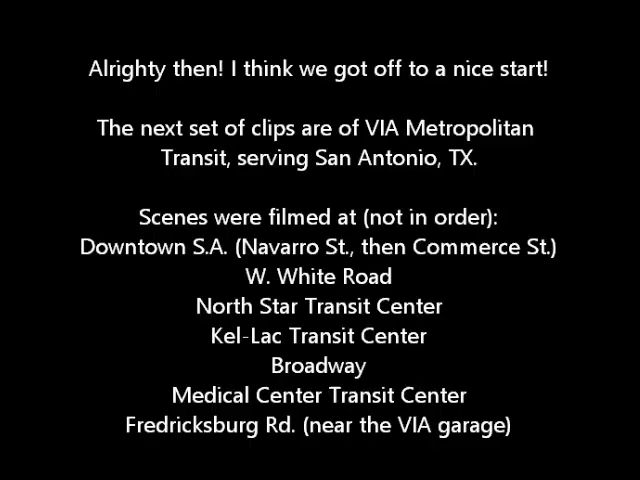 Alrighty then! I think we got off to a nice start!
The next set of clips are of VIA Metropolitan
Transit, serving San Antonio, TX.
Scenes were filmed at (not in order):
Downtown S.A. (Navarro St., then Commerce St.)
W. White Road
North Star Transit Center
Kel-Lac Transit Center
Broadway
Medical Center Transit Center
Fredricksburg Rd. (near the VIA garage)